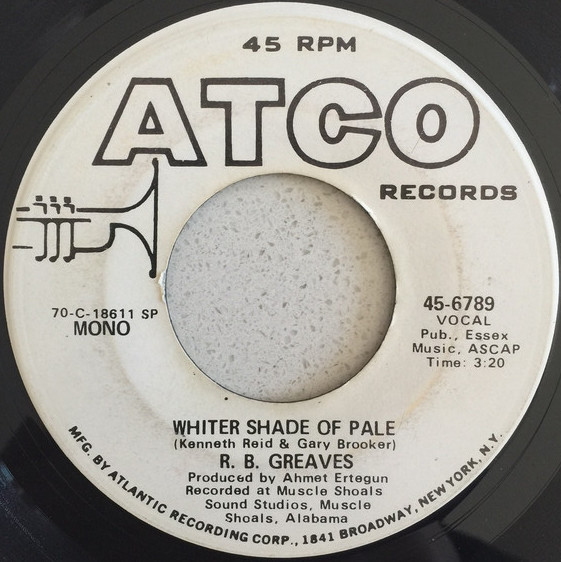 45 RPM
ATCO
RECORDS
70-C-18611 SP
MONO
45-6789
VOCAL
Pub., Essex
Music, ASCAP
Time: 3:20
WHITER SHADE OF PALE
(Kenneth Reid & Gary Brooker)
R. B. GREAVES
Produced by Ahmet Ertegun
Recorded at Muscle Shoals
Sound Studios, Muscle
Shoals, Alabama
MFG. BY ATLANTIC RECORDING CORP., 1841 BROADWAY, NEW YORK, N.Y.